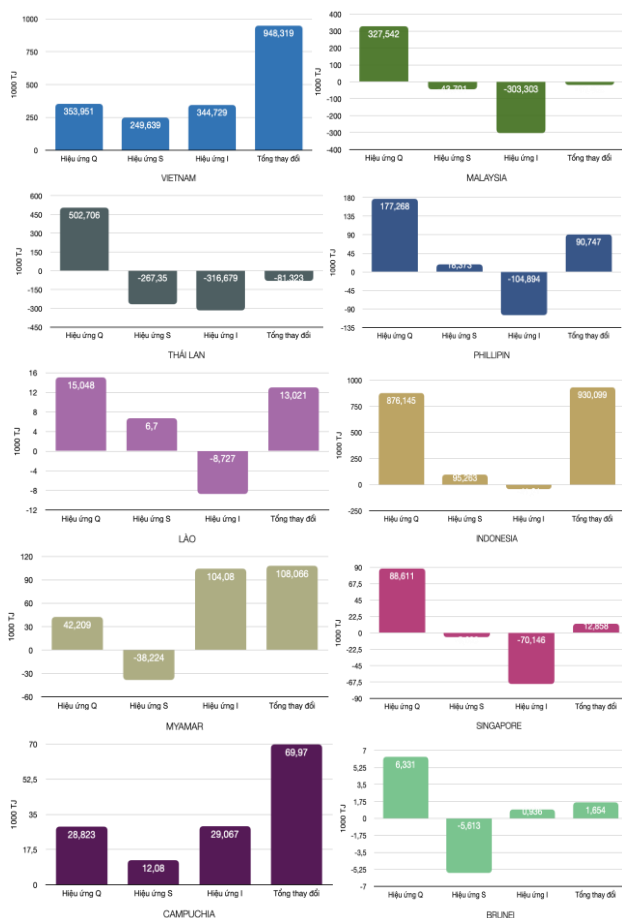 1000 TJ
1000
750
500
250
0
353,951
249,639
344,729
948,319
Hiệu ứng Q
Hiệu ứng S
Hiệu ứng I
Tổng thay đổi
VIETNAM
1000 TJ
400
300
200
100
0
-100
-200
-300
-400
327,542
-303,303
Hiệu ứng Q
Hiệu ứng S
Hiệu ứng I
Tổng thay đổi
MALAYSIA
1000 TJ
600
450
300
150
0
-150
-300
-450
502,706
-267,35
-316,679
-81,323
Hiệu ứng Q
Hiệu ứng S
Hiệu ứng I
Tổng thay đổi
THÁI LAN
1000 TJ
180
135
90
45
0
-45
-90
-135
177,268
18,373
-104,894
90,747
Hiệu ứng Q
Hiệu ứng S
Hiệu ứng I
Tổng thay đổi
PHILLIPIN
1000 TJ
16
12
8
4
0
-4
-8
-12
15,048
6,7
-8,727
13,021
Hiệu ứng Q
Hiệu ứng S
Hiệu ứng I
Tổng thay đổi
LÀO
1000 TJ
1000
750
500
250
0
-250
876,145
95,263
930,099
Hiệu ứng Q
Hiệu ứng S
Hiệu ứng I
Tổng thay đổi
INDONESIA
1000 TJ
120
90
60
30
0
-30
-60
42,209
-38,224
104,08
108,066
Hiệu ứng Q
Hiệu ứng S
Hiệu ứng I
Tổng thay đổi
MYAMAR
1000 TJ
90
67,5
45
22,5
0
-22,5
-45
-67,5
-90
88,611
-70,146
12,858
Hiệu ứng Q
Hiệu ứng S
Hiệu ứng I
Tổng thay đổi
SINGAPORE
1000 TJ
70
52,5
35
17,5
0
28,823
12,08
29,067
69,97
Hiệu ứng Q
Hiệu ứng S
Hiệu ứng I
Tổng thay đổi
CAMPUCHIA
1000 TJ
7
5,25
3,5
1,75
0
-1,75
-3,5
-5,25
-7
6,331
-5,613
0,936
1,654
Hiệu ứng Q
Hiệu ứng S
Hiệu ứng I
Tổng thay đổi
BRUNEI